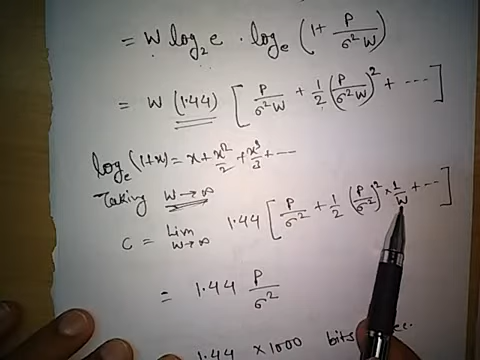 = W log₂e · logₑ (1 + P/σ²W)
= W (1.44) [ P/σ²W + 1/2 (P/σ²W)² + ---- ]
logₑ(1+x) = x + x²/2 + x³/3 + ----
Taking W→∞
C = Lim W→∞ 1.44 [ P/σ² + 1/2 (P/σ²)² × 1/W + --- ]
= 1.44 P/σ²
1.44 × 1000 bits